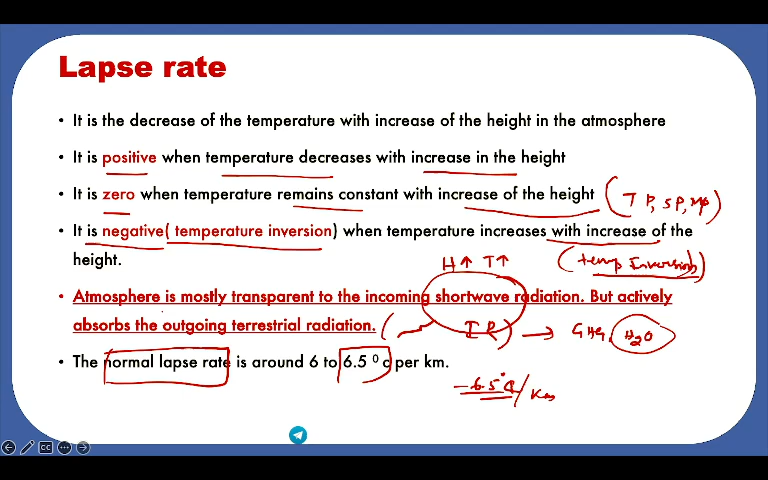 Lapse rate
• It is the decrease of the temperature with increase of the height in the atmosphere
• It is positive when temperature decreases with increase in the height
• It is zero when temperature remains constant with increase of the height (T P, S P, MP)
• It is negative( temperature inversion) when temperature increases with increase of the
height.
H↑ T↑
(temp Inversion)
• Atmosphere is mostly transparent to the incoming shortwave radiation. But actively
absorbs the outgoing terrestrial radiation. (
IR) → GHG, H2O
• The normal lapse rate is around 6 to 6.5 ⁰ c per km.
-6.5°C/Km
CC